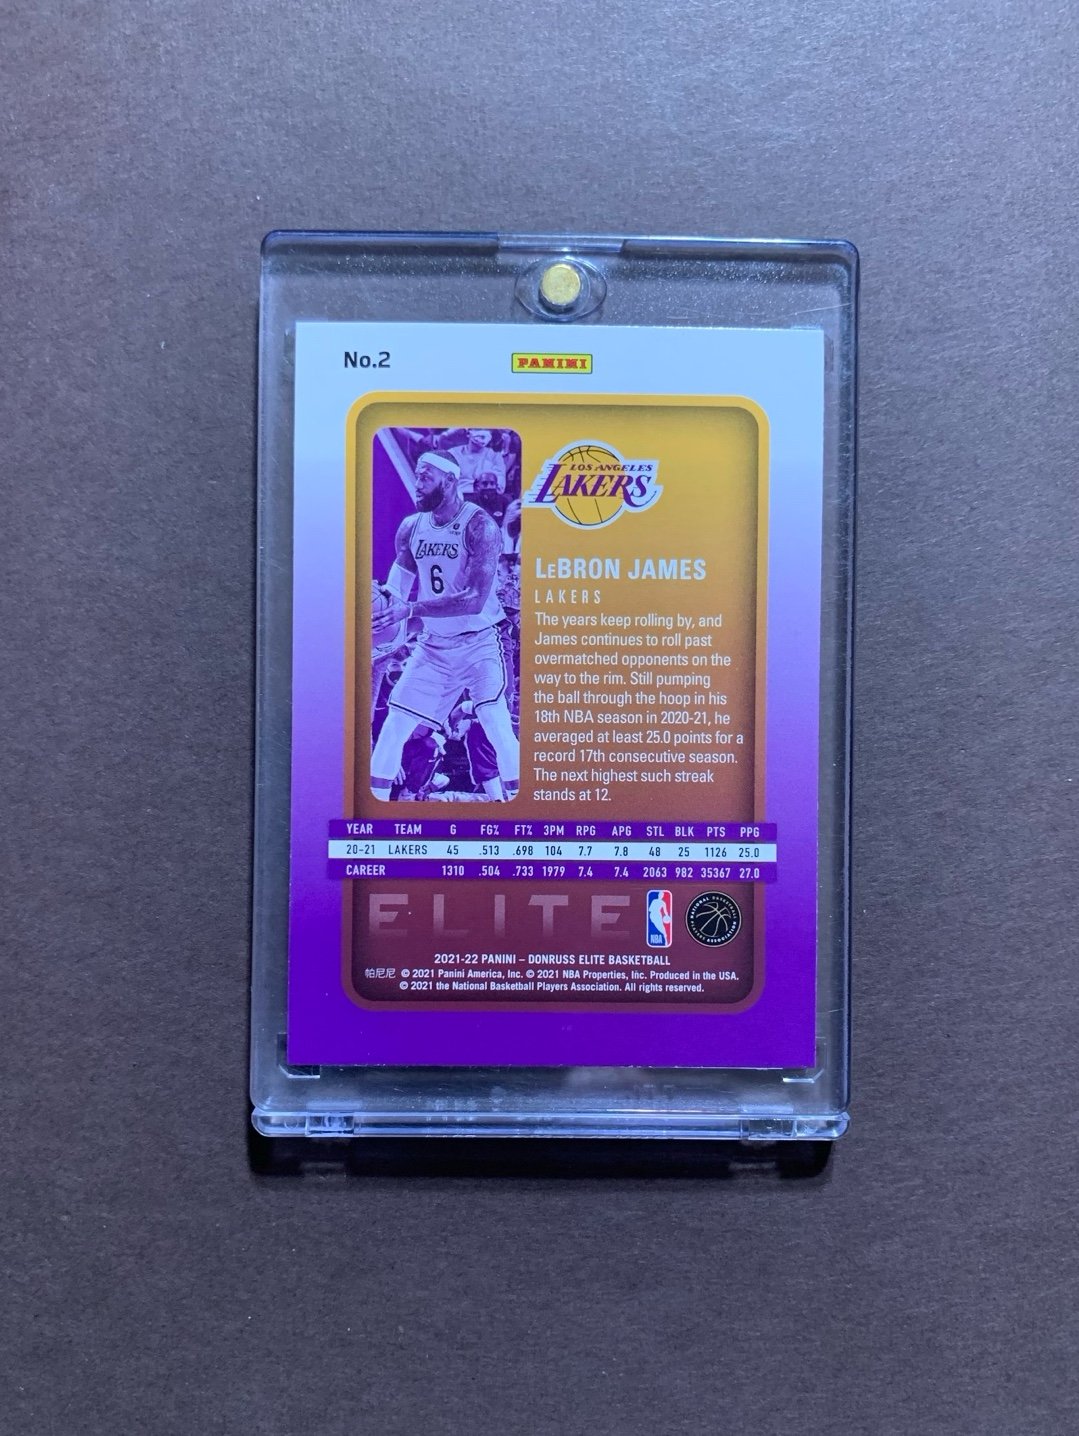 No.2
PANINI
LAKERS
6
LOS ANGELES
LAKERS
LeBRON JAMES
LAKERS
The years keep rolling by, and
James continues to roll past
overmatched opponents on the
way to the rim. Still pumping
the ball through the hoop in his
18th NBA season in 2020-21, he
averaged at least 25.0 points for a
record 17th consecutive season.
The next highest such streak
stands at 12.
YEAR TEAM G FG% FT% 3PM RPG APG STL BLK PTS PPG
20-21 LAKERS 45 .513 .698 104 7.7 7.8 48 25 1126 25.0
CAREER 1310 .504 .733 1979 7.4 7.4 2063 982 35367 27.0
ELITE
NBA
NATIONAL BASKETBALL
PLAYERS ASSOCIATION
2021-22 PANINI – DONRUSS ELITE BASKETBALL
帕尼尼 © 2021 Panini America, Inc. © 2021 NBA Properties, Inc. Produced in the USA.
© 2021 the National Basketball Players Association. All rights reserved.